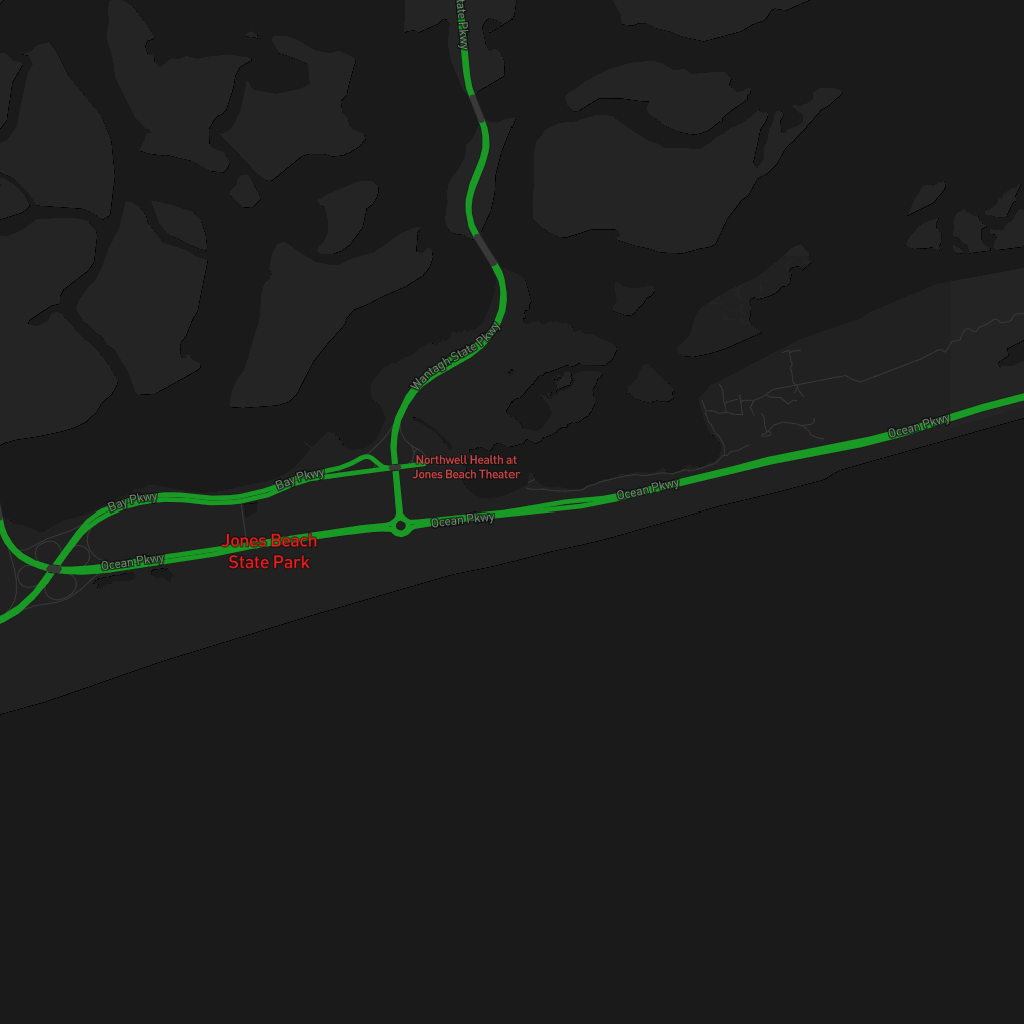 tate Pkwy
Wantagh State Pkwy
Ocean Pkwy
Northwell Health at
Jones Beach Theater
Bay Pkwy
Ocean Pkwy
Bay Pkwy
Ocean Pkwy
Jones Beach
State Park
Ocean Pkwy